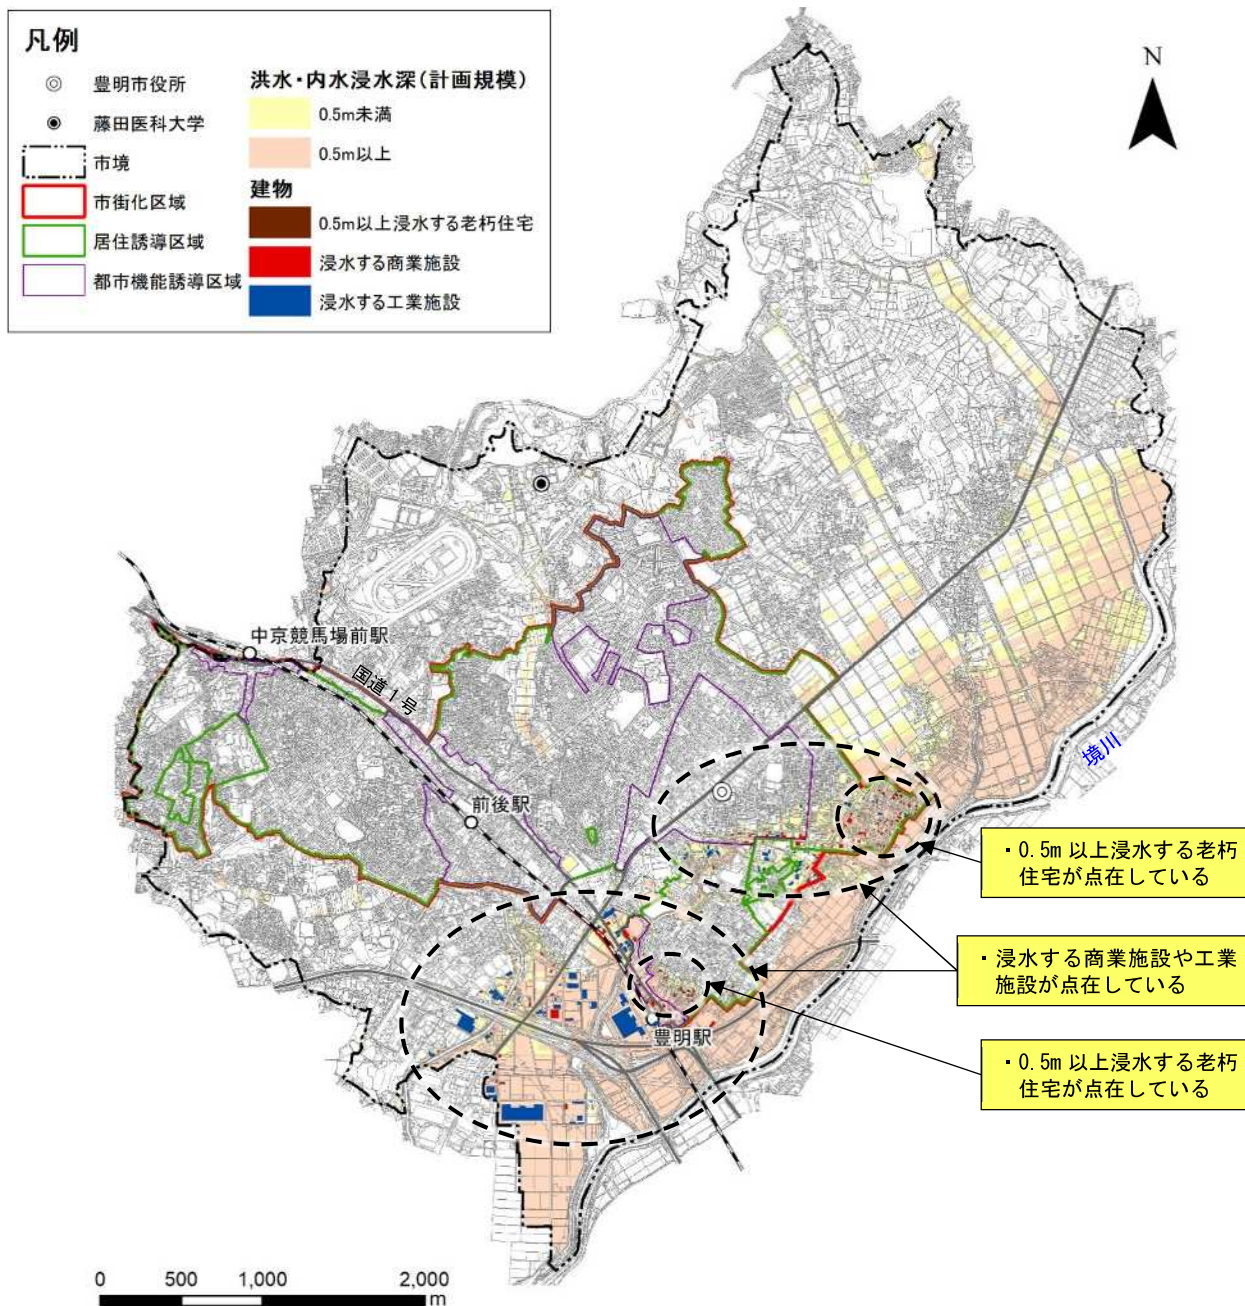 凡例
豊明市役所
藤田医科大学
市境
市街化区域
居住誘導区域
都市機能誘導区域
洪水・内水浸水深(計画規模)
0.5m未満
0.5m以上
建物
0.5m以上浸水する老朽住宅
浸水する商業施設
浸水する工業施設
N
中京競馬場前駅
国道1号
前後駅
境川
豊明駅
・0.5m 以上浸水する老朽
住宅が点在している
・浸水する商業施設や工業
施設が点在している
・0.5m 以上浸水する老朽
住宅が点在している
0 500 1,000 2,000
m